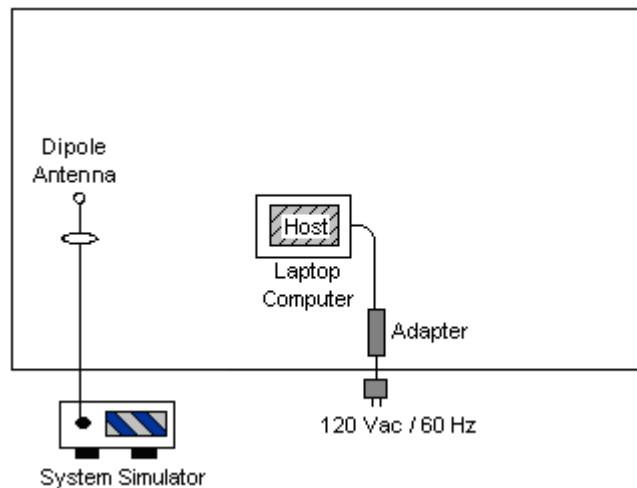 Dipole
Antenna
Host
Laptop
Computer
Adapter
120 Vac / 60 Hz
System Simulator